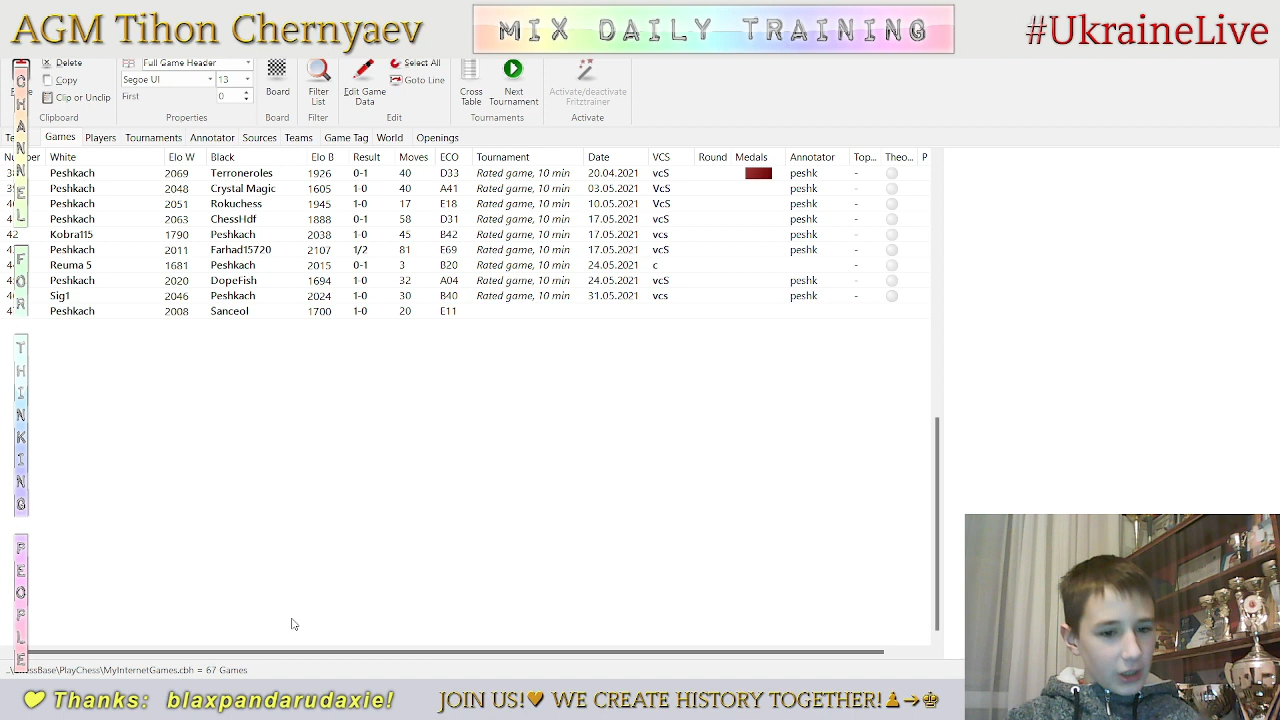 AGM Tihon Chernyaev
MIX DAILY TRAINING
#UkraineLive
Delete
Copy
Clip or Unclip
Clipboard
Full Game Header
Segoe UI 13
First 0
Properties
Board
Board
Filter List
Filter
Edit Game Data
Select All
Goto Line
Edit
Cross Table
Next Tournament
Tournaments
Activate/deactivate Fritztrainer
Activate
Games Players Tournaments Annotator Sources Teams Game Tag World Openings
White Elo W Black Elo B Result Moves ECO Tournament Date VCS Round Medals Annotator Top... Theo... P
Peshkach 2069 Terroneroles 1926 0-1 40 D33 Rated game, 10 min 20.04.2021 vcS peshk -
Peshkach 2048 Crystal Magic 1605 1-0 40 A41 Rated game, 10 min 03.05.2021 VcS peshk -
Peshkach 2051 Rokuchess 1945 1-0 17 E18 Rated game, 10 min 10.05.2021 VcS peshk -
Peshkach 2063 ChessHdf 1888 0-1 58 D31 Rated game, 10 min 17.05.2021 vcS peshk -
42 Kobra115 1790 Peshkach 2038 1-0 45 B42 Rated game, 10 min 17.05.2021 vcs peshk -
Peshkach 2011 Farhad15720 2107 1/2 81 E69 Rated game, 10 min 17.05.2021 vcS peshk -
Reuma 5 1681 Peshkach 2015 0-1 3 B20 Rated game, 10 min 24.05.2021 c -
Peshkach 2020 DopeFish 1694 1-0 32 A04 Rated game, 10 min 24.05.2021 vcS peshk -
Sig1 2046 Peshkach 2024 1-0 30 B40 Rated game, 10 min 31.05.2021 vcs peshk -
Peshkach 2008 Sanceol 1700 1-0 20 E11
CHANNEL
FOR
THINKING
PEOPLE
ssBase\PlayChess\MyInternetGames.cbh = 67 Games
Thanks: blaxpandarudaxie!
JOIN US! WE CREATE HISTORY TOGETHER!